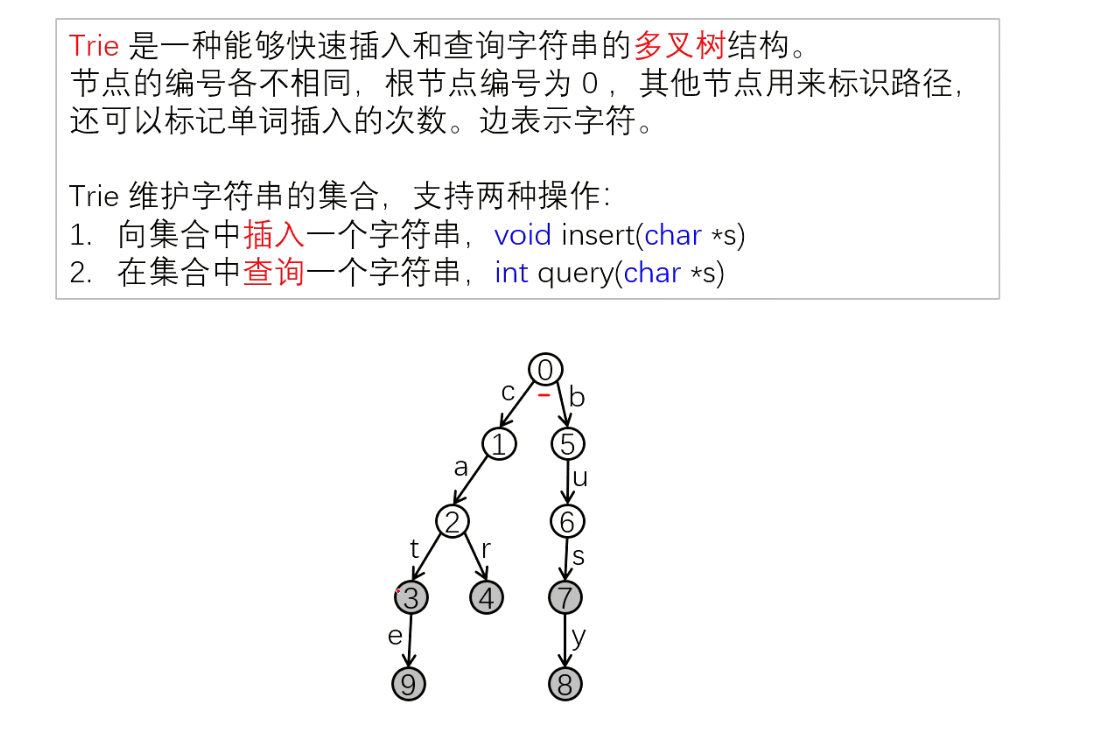 Trie 是一种能够快速插入和查询字符串的多叉树结构。
节点的编号各不相同，根节点编号为 0 ，其他节点用来标识路径，
还可以标记单词插入的次数。边表示字符。
Trie 维护字符串的集合，支持两种操作：
1. 向集合中插入一个字符串，void insert(char *s)
2. 在集合中查询一个字符串，int query(char *s)
0
c b
1 5
a u
2 6
t r s
3 4 7
e y
9 8